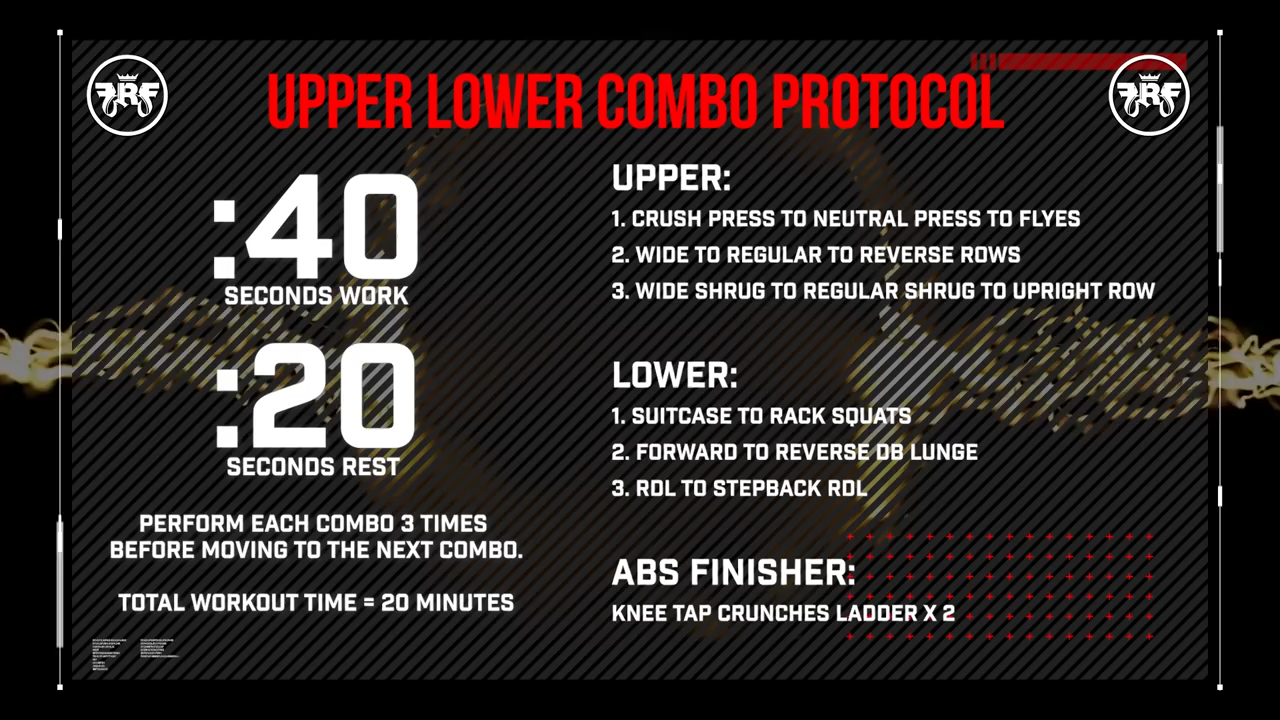 FRF
UPPER LOWER COMBO PROTOCOL
FRF
:40
SECONDS WORK
:20
SECONDS REST
PERFORM EACH COMBO 3 TIMES
BEFORE MOVING TO THE NEXT COMBO.
TOTAL WORKOUT TIME = 20 MINUTES
UPPER:
1. CRUSH PRESS TO NEUTRAL PRESS TO FLYES
2. WIDE TO REGULAR TO REVERSE ROWS
3. WIDE SHRUG TO REGULAR SHRUG TO UPRIGHT ROW
LOWER:
1. SUITCASE TO RACK SQUATS
2. FORWARD TO REVERSE DB LUNGE
3. RDL TO STEPBACK RDL
ABS FINISHER:
KNEE TAP CRUNCHES LADDER X 2